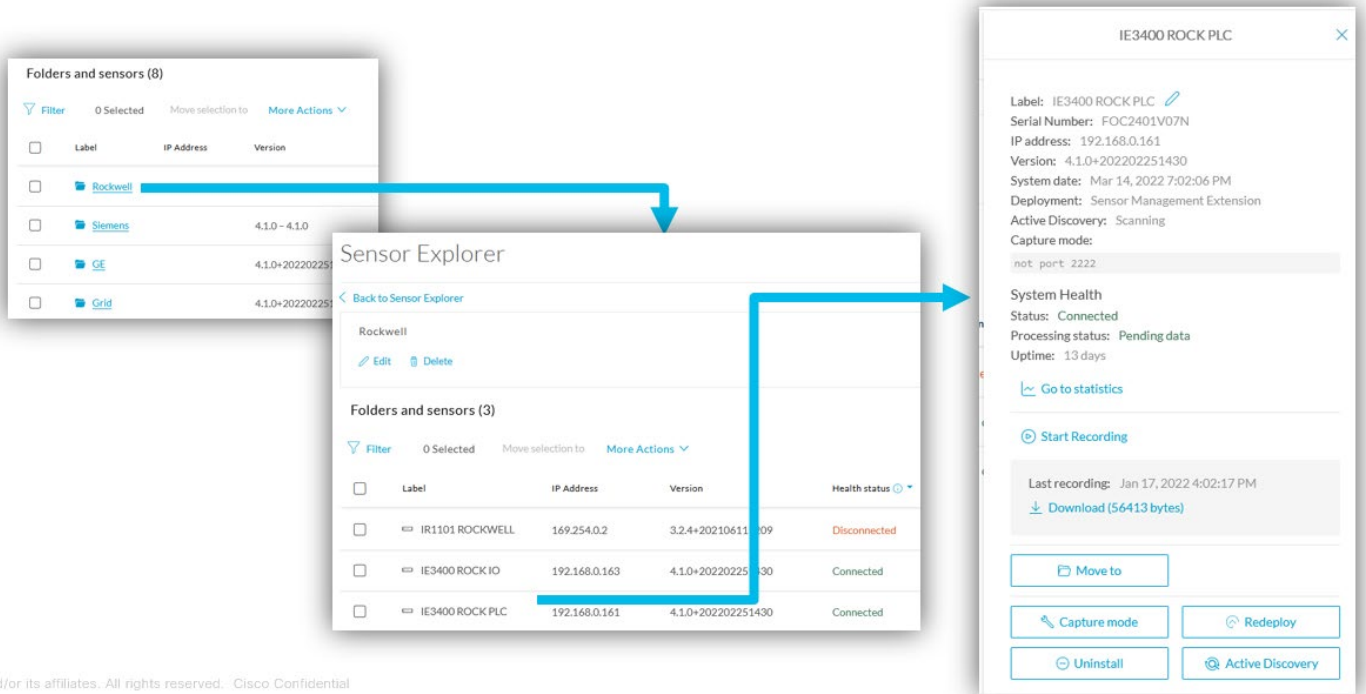 Folders and sensors (8)
Filter 0 Selected Move selection to More Actions
Label IP Address Version
Rockwell
Siemens 4.1.0 – 4.1.0
GE
Grid
Sensor Explorer
Back to Sensor Explorer
Rockwell
Edit Delete
Folders and sensors (3)
Filter 0 Selected Move selection to More Actions
Label IP Address Version Health status
IR1101 ROCKWELL 169.254.0.2 Disconnected
IE3400 ROCK IO 192.168.0.163 Connected
IE3400 ROCK PLC 192.168.0.161 4.1.0+202202251430 Connected
IE3400 ROCK PLC
Label: IE3400 ROCK PLC
Serial Number: FOC2401V07N
IP address: 192.168.0.161
Version: 4.1.0+202202251430
System date: Mar 14, 2022 7:02:06 PM
Deployment: Sensor Management Extension
Active Discovery: Scanning
Capture mode:
not port 2222
System Health
Status: Connected
Processing status: Pending data
Uptime: 13 days
Go to statistics
Start Recording
Last recording: Jan 17, 2022 4:02:17 PM
Download (56413 bytes)
Move to
Capture mode Redeploy
Uninstall Active Discovery
d/or its affiliates. All rights reserved. Cisco Confidential